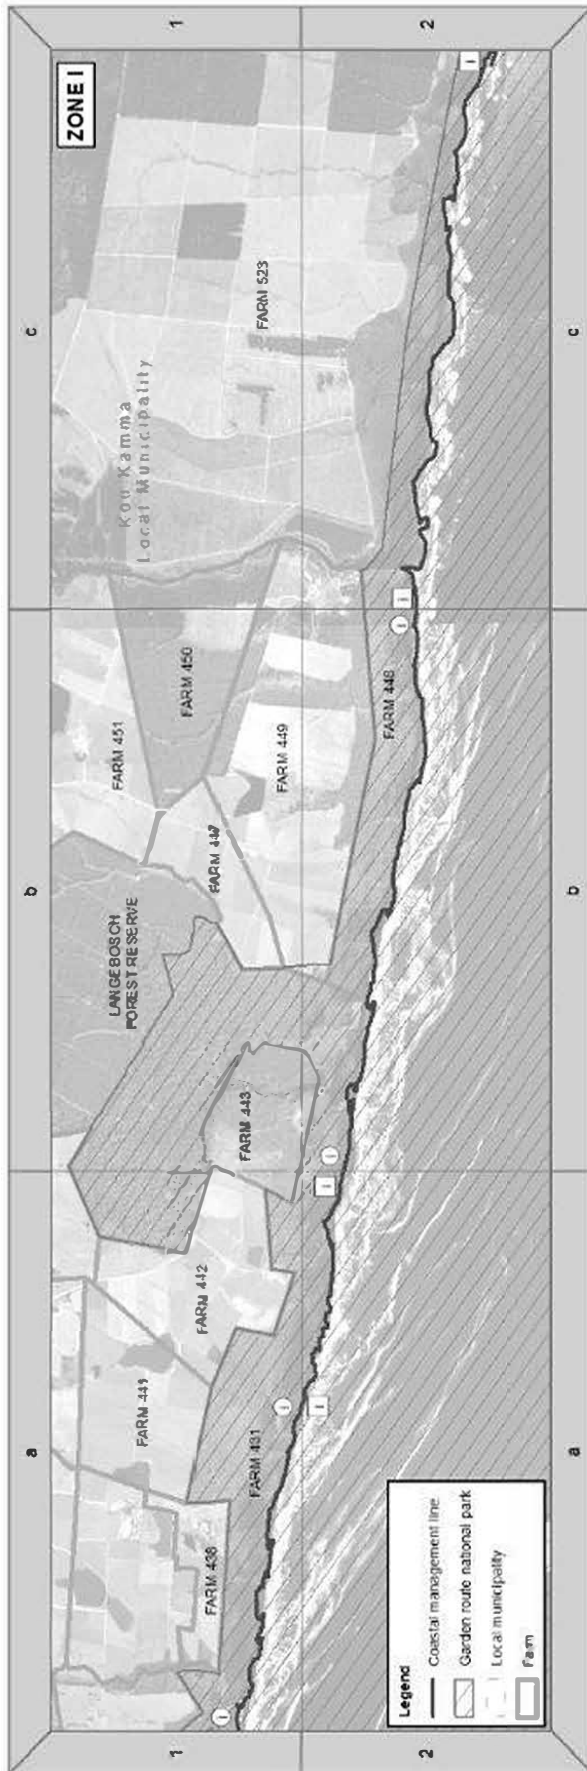 ZONE I
a
b
c
1
1
2
2
Kou Kamma
Local Municipality
FARM 451
FARM 450
FARM 523
LANGEBOSCH
FOREST RESERVE
FARM 449
FARM 443
FARM 442
FARM 448
FARM 438
FARM 431
i
i
i
i
i
i
i
i
Legend
Coastal management line
Garden route national park
Local municipality
Farm
a
b
c